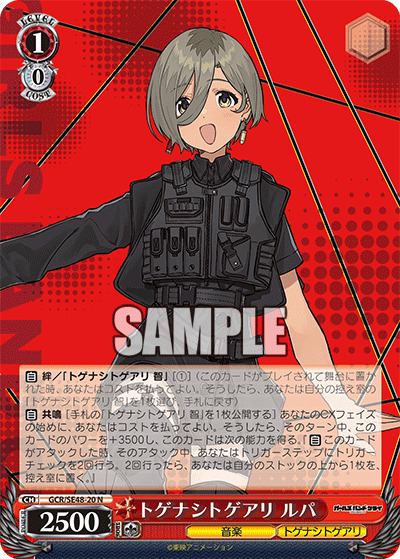 LEVEL
1
0
COST
SAMPLE
自 絆／「トゲナシトゲアリ 智」［①］（このカードがプレイされて舞台に置か
れた時、あなたはコストを払ってよい。そうしたら、あなたは自分の控え室の
「トゲナシトゲアリ 智」を1枚選び、手札に戻す）
自 共鳴［手札の「トゲナシトゲアリ 智」を1枚公開する］あなたのCXフェイズ
の始めに、あなたはコストを払ってよい。そうしたら、そのターン中、この
カードのパワーを＋3500し、このカードは次の能力を得る。『自 このカー
ドがアタックした時、そのアタック中、あなたはトリガーステップにトリガー
チェックを2回行う。2回行ったら、あなたは自分のストックの上から1枚を、
控え室に置く。』
CH
GCR/SE48-20 N
2500
トゲナシトゲアリ ルパ
ガールズ バンド クライ
音楽
トゲナシトゲアリ
©東映アニメーション